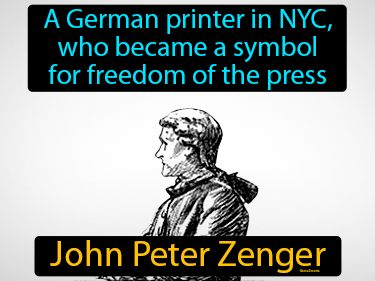 A German printer in NYC,
who became a symbol
for freedom of the press
John Peter Zenger